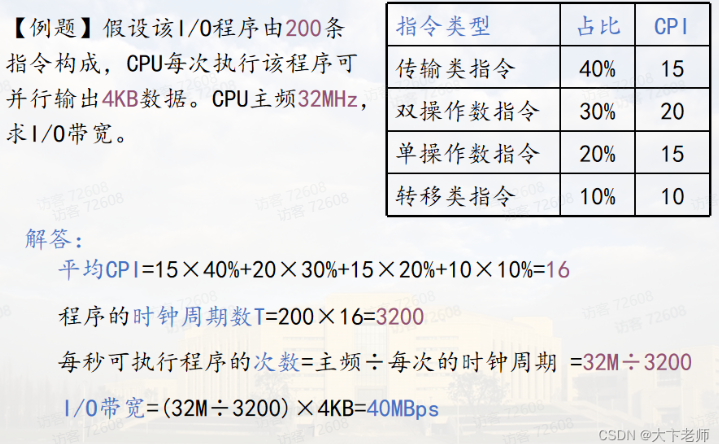 【例题】假设该I/O程序由200条
指令构成，CPU每次执行该程序可
并行输出4KB数据。CPU主频32MHz，
求I/O带宽。
指令类型 占比 CPI
传输类指令 40% 15
双操作数指令 30% 20
单操作数指令 20% 15
转移类指令 10% 10
解答：
平均CPI=15×40%+20×30%+15×20%+10×10%=16
程序的时钟周期数T=200×16=3200
每秒可执行程序的次数=主频÷每次的时钟周期 =32M÷3200
I/O带宽=(32M÷3200)×4KB=40MBps
访客 72608
CSDN @大下老师